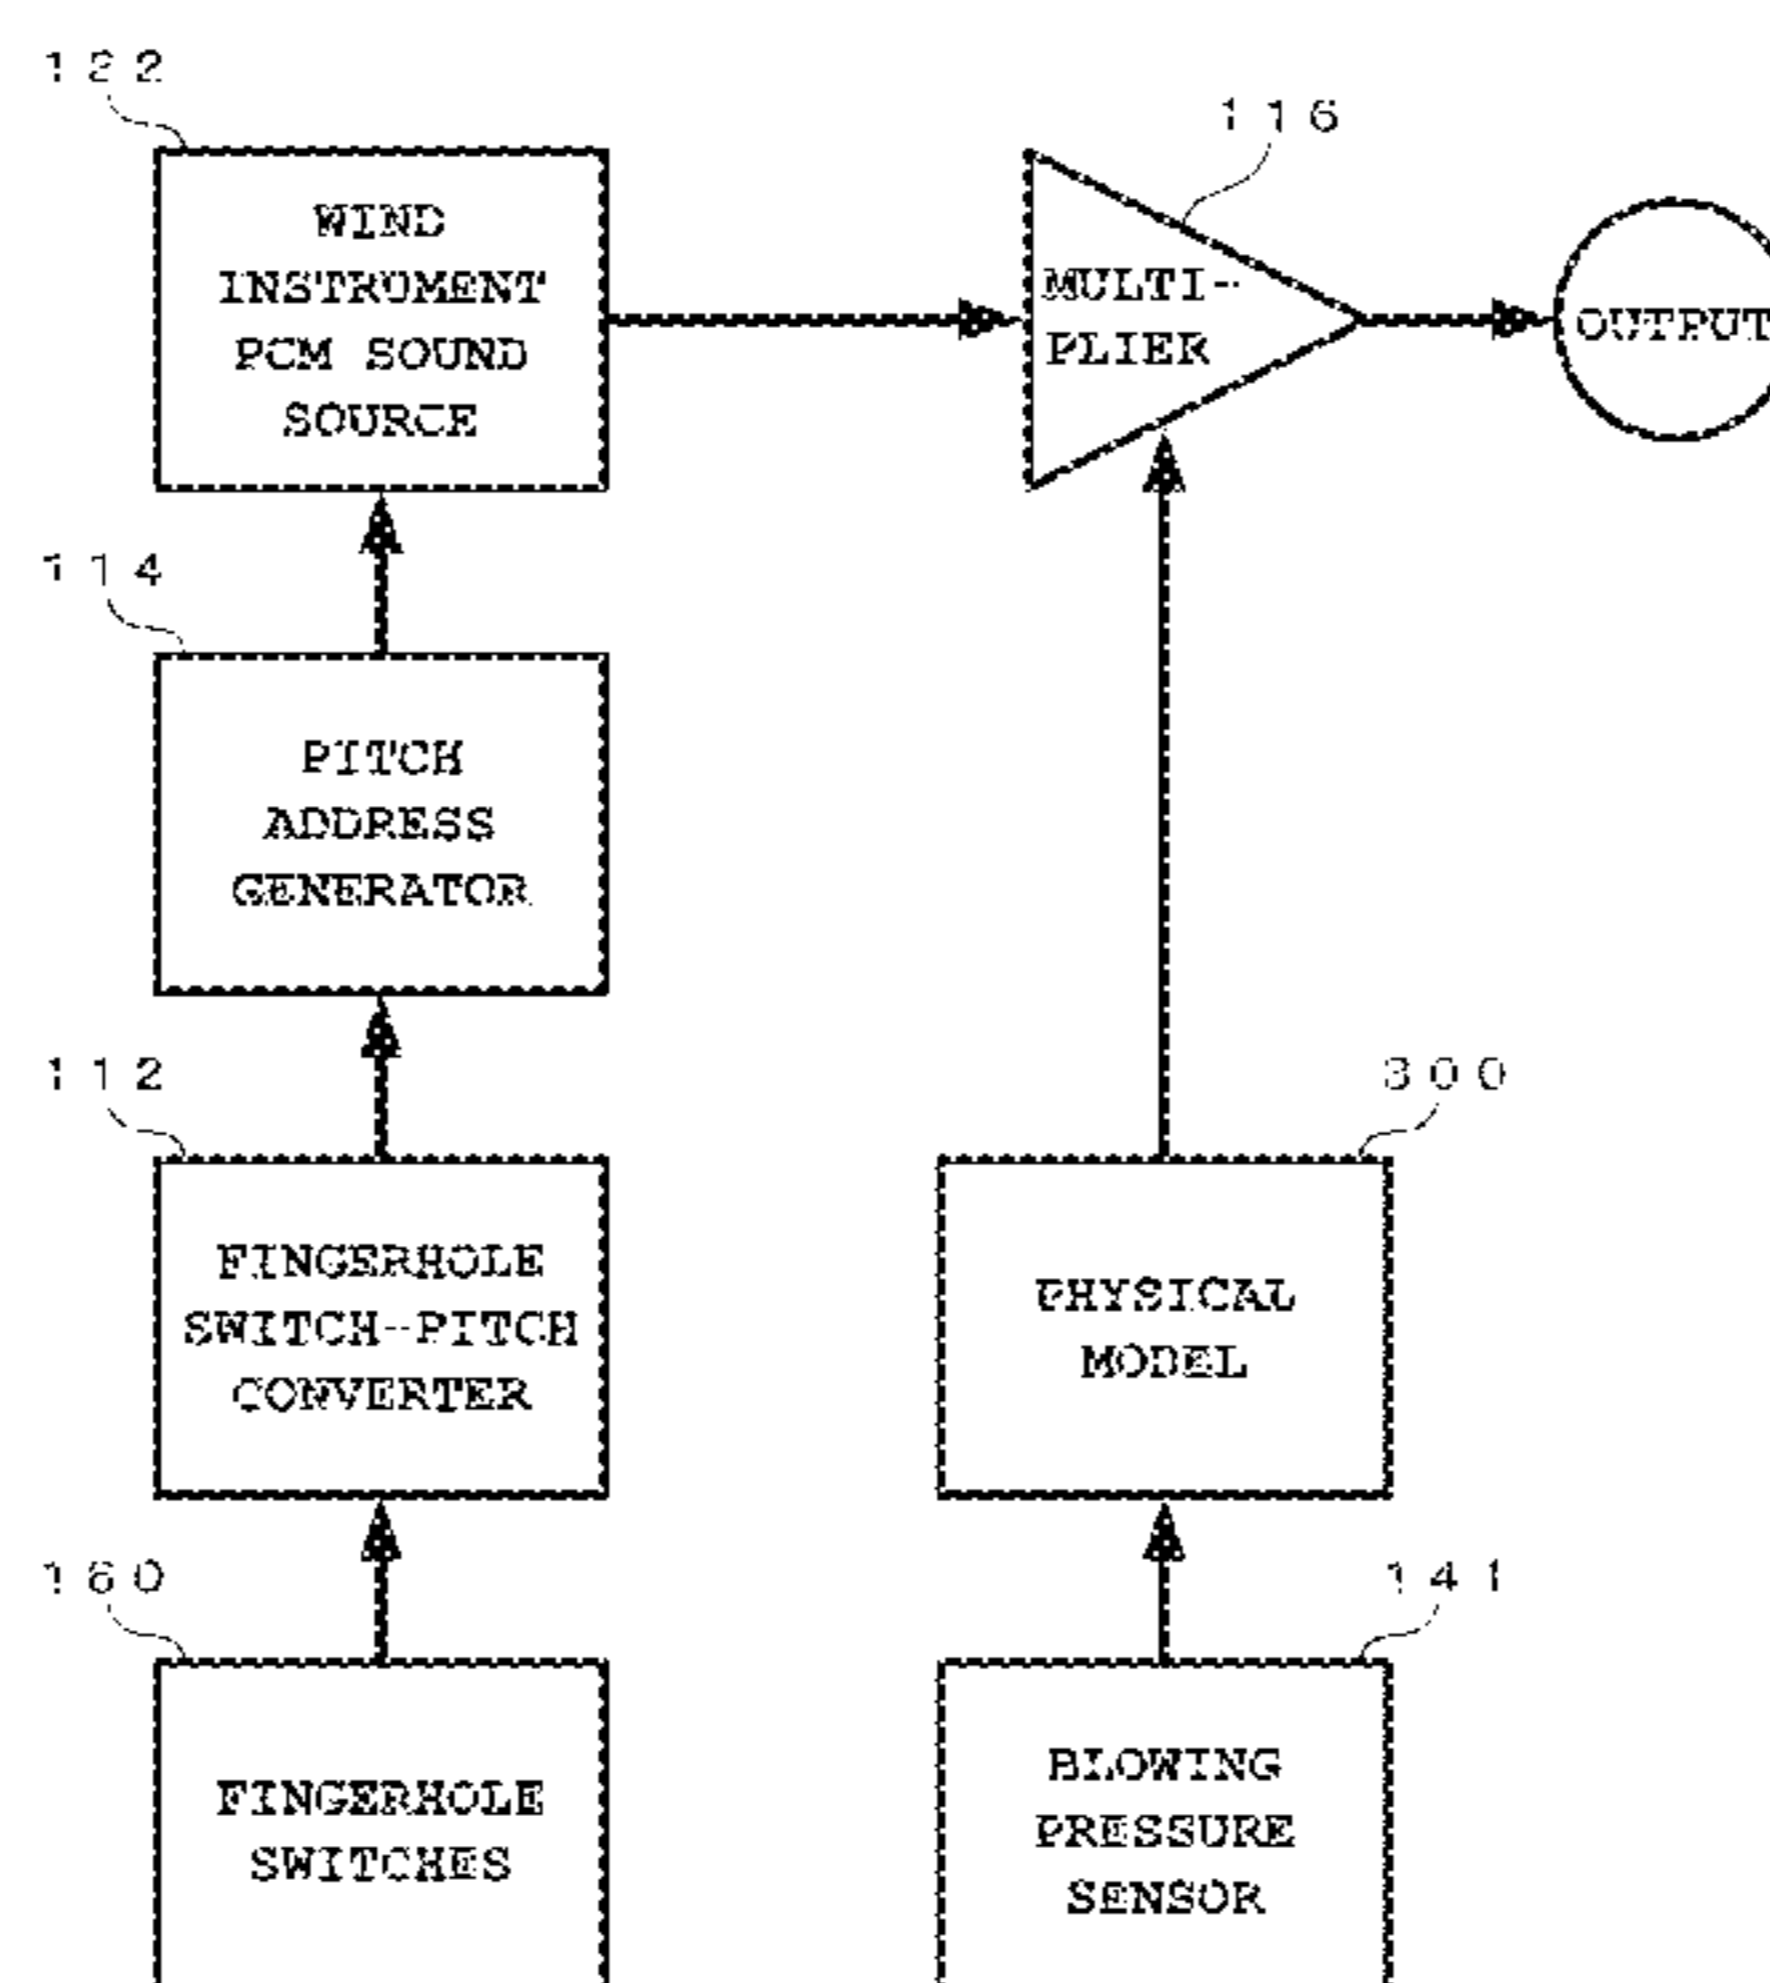 122
WIND
INSTRUMENT
PCM SOUND
SOURCE
116
MULTI-
PLIER
OUTPUT
114
PITCH
ADDRESS
GENERATOR
112
FINGERHOLE
SWITCH-PITCH
CONVERTER
300
PHYSICAL
MODEL
160
FINGERHOLE
SWITCHES
141
BLOWING
PRESSURE
SENSOR